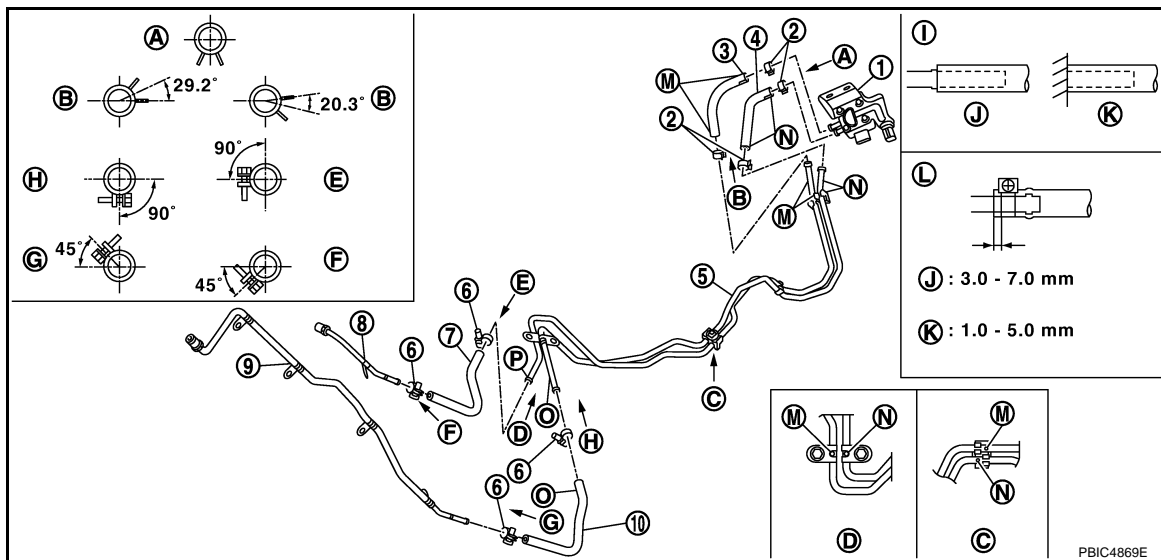 A
B
29.2°
20.3°
B
H
90°
90°
E
G
45°
45°
F
3
4
2
A
1
M
2
N
B
M
N
5
6
E
7
8
6
9
P
F
D
O
H
C
6
O
6
G
10
I
J
K
L
J : 3.0 - 7.0 mm
K : 1.0 - 5.0 mm
M
N
D
M
N
C
PBIC4869E